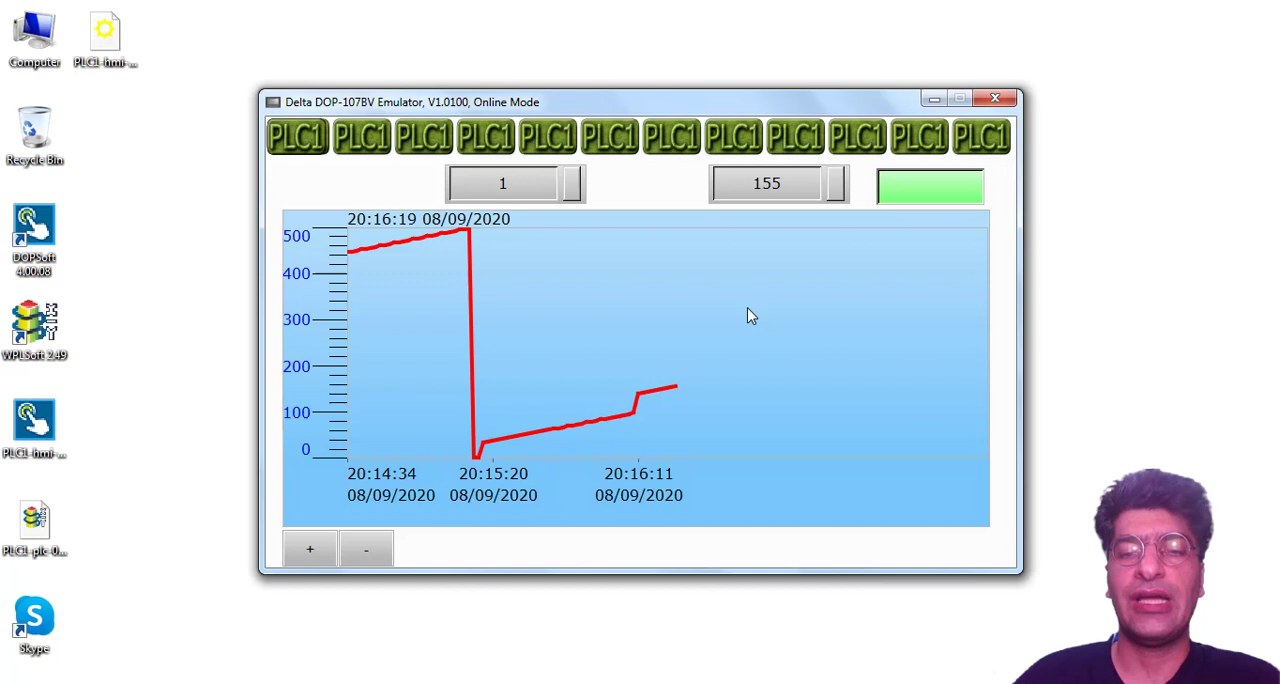 Computer
PLC1-hmi-...
Recycle Bin
DOPSoft
4.00.08
WPLSoft 2.49
PLC1-hmi-...
PLC1-plc-0...
Skype
Delta DOP-107BV Emulator, V1.0100, Online Mode
PLC1 PLC1 PLC1 PLC1 PLC1 PLC1 PLC1 PLC1 PLC1 PLC1 PLC1 PLC1
1 155
20:16:19 08/09/2020
500
400
300
200
100
0
20:14:34 20:15:20 20:16:11
08/09/2020 08/09/2020 08/09/2020
+ -